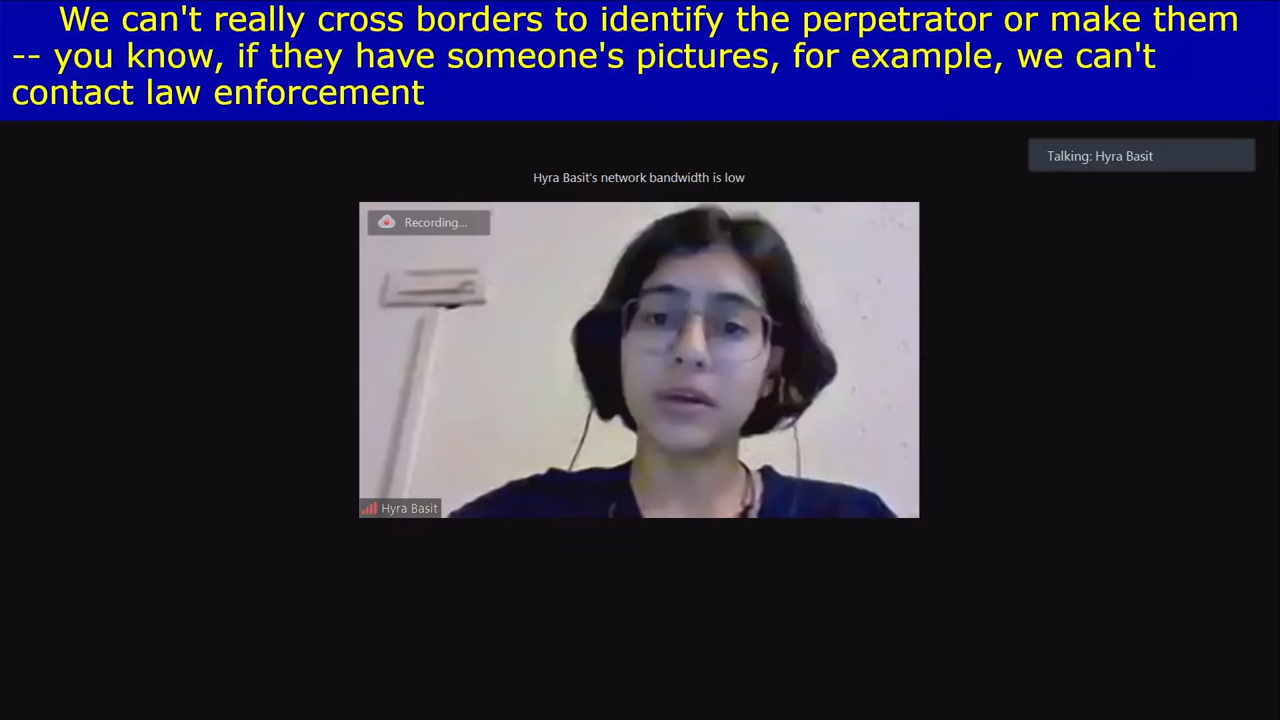 We can't really cross borders to identify the perpetrator or make them
-- you know, if they have someone's pictures, for example, we can't
contact law enforcement
Talking: Hyra Basit
Hyra Basit's network bandwidth is low
Recording...
Hyra Basit